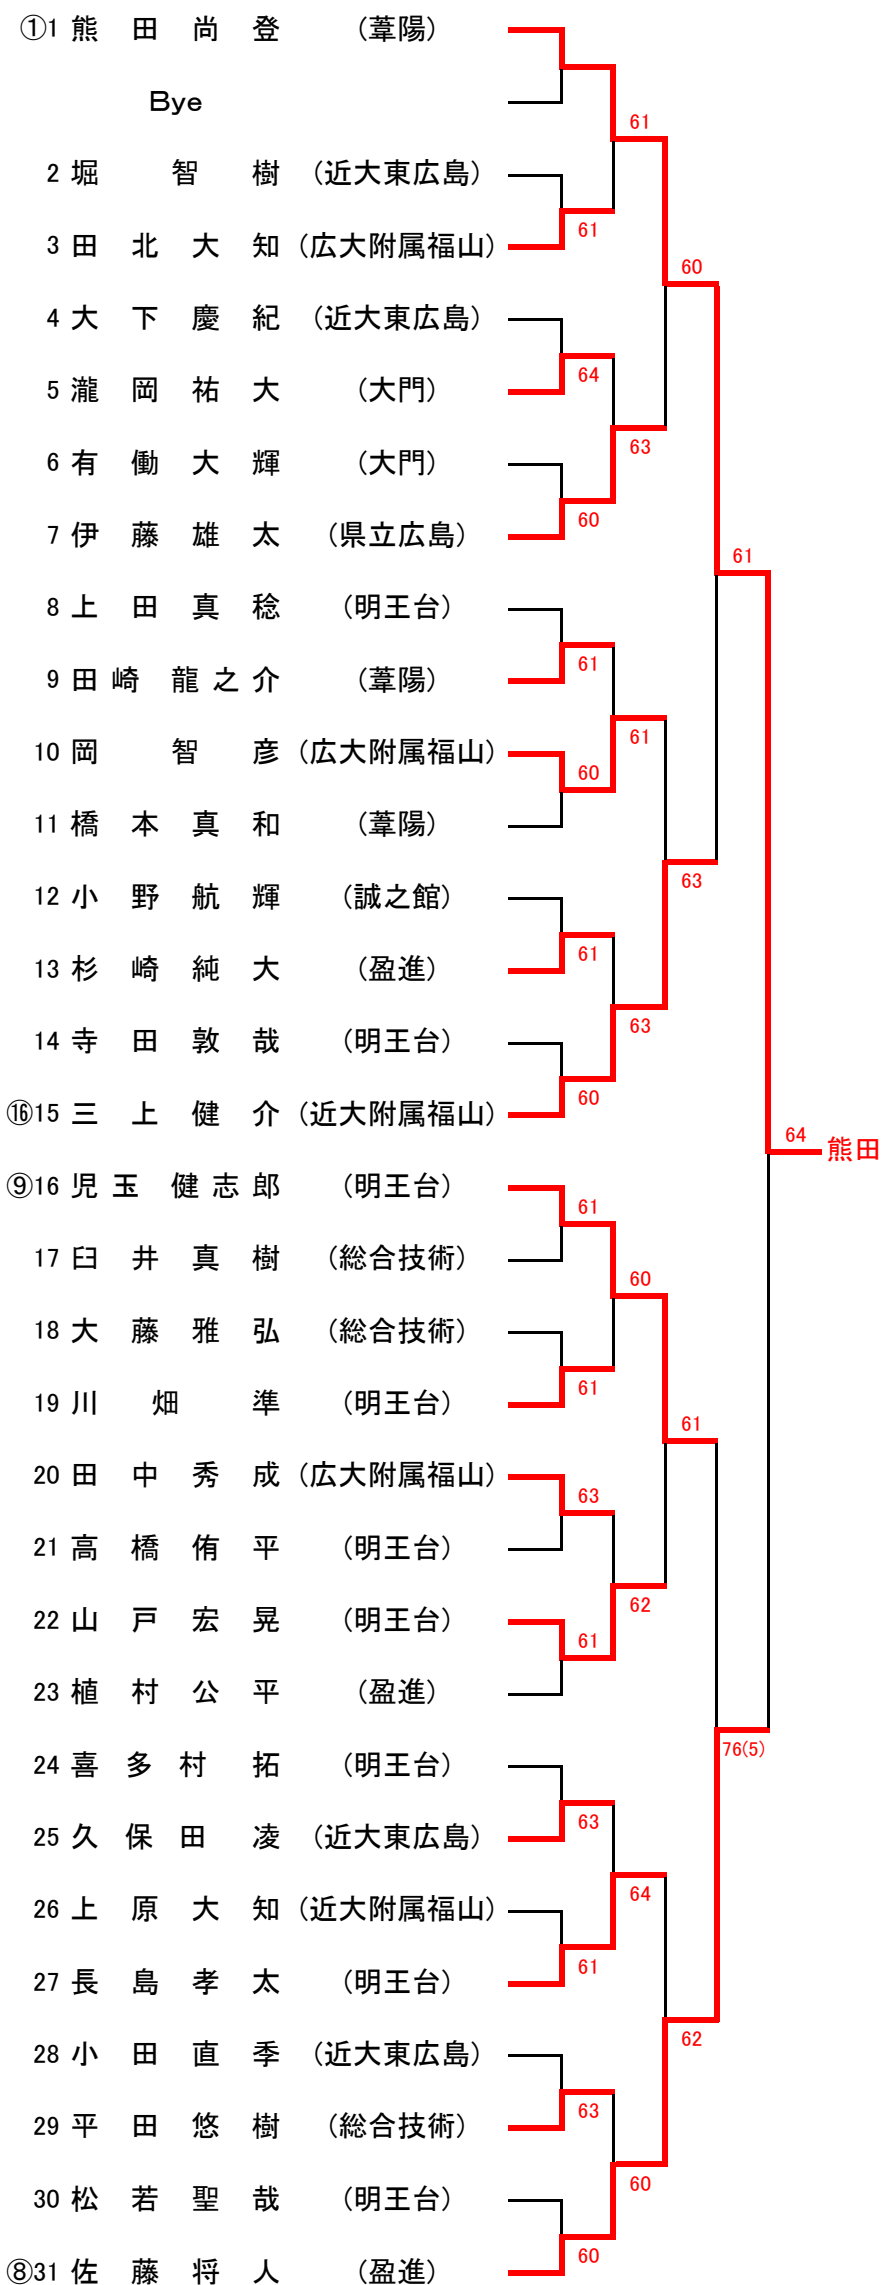 ①1 熊田尚登 (葦陽)
Bye
61
2 堀智樹 (近大東広島)
61
3 田北大知 (広大附属福山)
60
4 大下慶紀 (近大東広島)
64
5 瀧岡祐大 (大門)
63
6 有働大輝 (大門)
60
7 伊藤雄太 (県立広島)
61
8 上田真稔 (明王台)
61
9 田崎龍之介 (葦陽)
61
10 岡智彦 (広大附属福山)
60
11 橋本真和 (葦陽)
63
12 小野航輝 (誠之館)
61
13 杉崎純大 (盈進)
63
14 寺田敦哉 (明王台)
60
⑯15 三上健介 (近大附属福山)
64 熊田
⑨16 児玉健志郎 (明王台)
61
17 臼井真樹 (総合技術)
60
18 大藤雅弘 (総合技術)
61
19 川畑準 (明王台)
61
20 田中秀成 (広大附属福山)
63
21 高橋侑平 (明王台)
62
22 山戸宏晃 (明王台)
61
23 植村公平 (盈進)
76(5)
24 喜多村拓 (明王台)
63
25 久保田凌 (近大東広島)
64
26 上原大知 (近大附属福山)
61
27 長島孝太 (明王台)
62
28 小田直季 (近大東広島)
63
29 平田悠樹 (総合技術)
60
30 松若聖哉 (明王台)
60
⑧31 佐藤将人 (盈進)